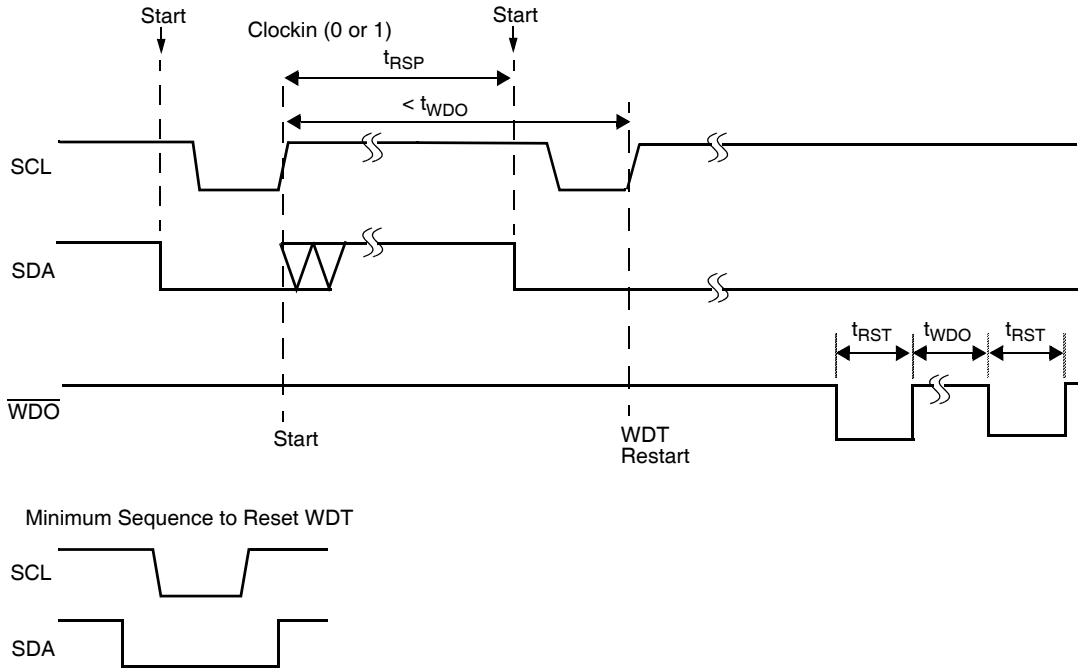 Start
Start
Clockin (0 or 1)
tRSP
< tWDO
SCL
SDA
tRST
tWDO
tRST
WDO
Start
WDT
Restart
Minimum Sequence to Reset WDT
SCL
SDA